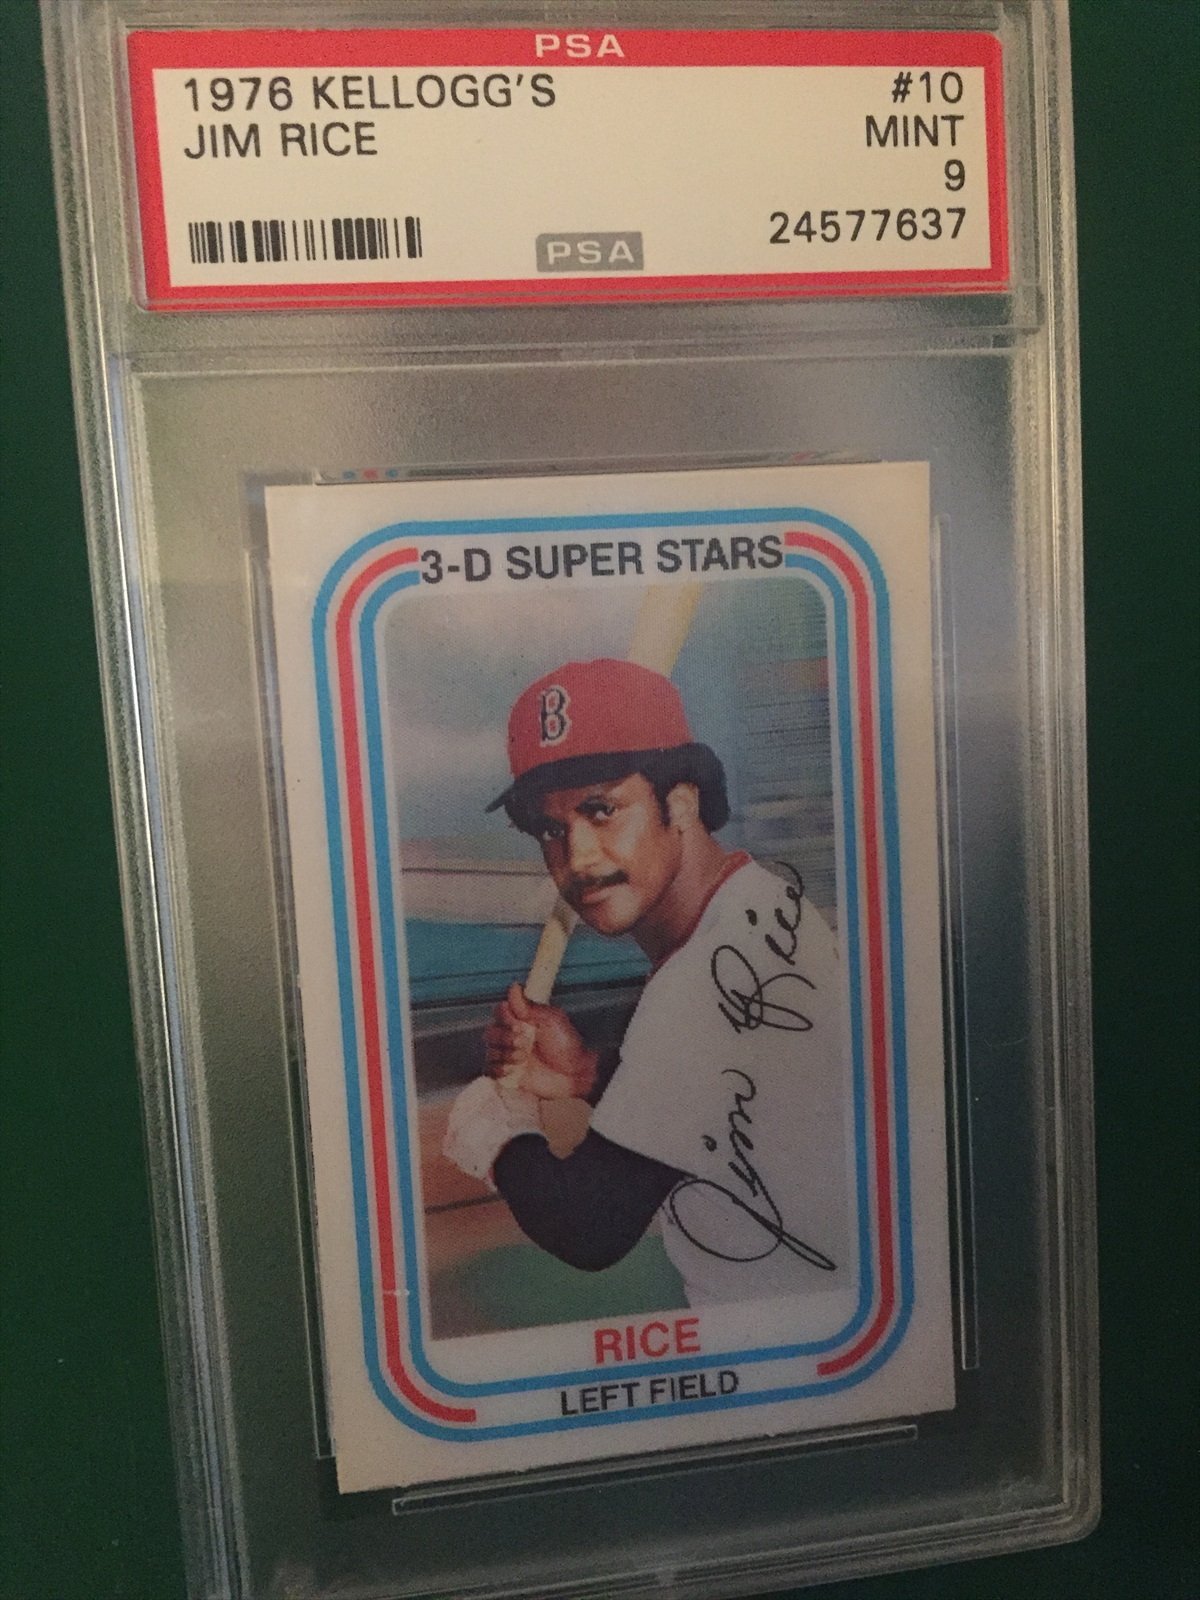 PSA
1976 KELLOGG'S #10
JIM RICE MINT
9
PSA 24577637
3-D SUPER STARS
B
Jim Rice
RICE
LEFT FIELD